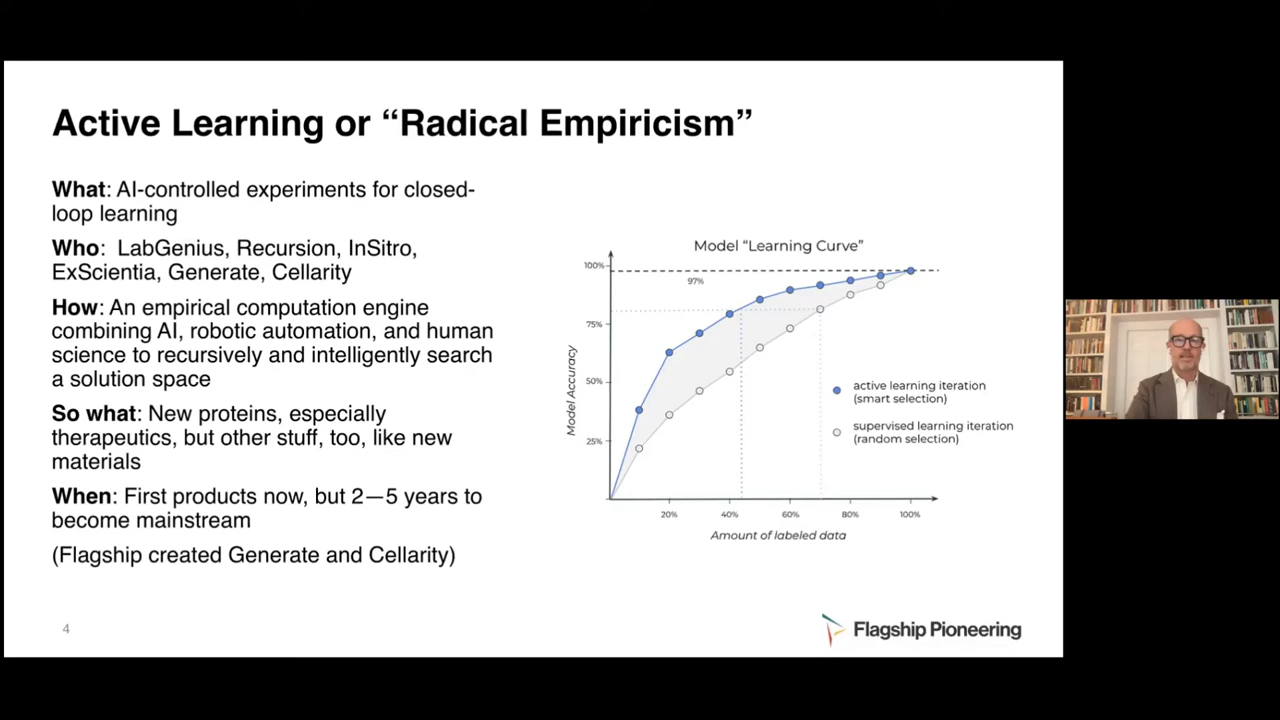 Active Learning or “Radical Empiricism”
What: AI-controlled experiments for closed-
loop learning
Who:  LabGenius, Recursion, InSitro,
ExScientia, Generate, Cellarity
How: An empirical computation engine
combining AI, robotic automation, and human
science to recursively and intelligently search
a solution space
So what: New proteins, especially
therapeutics, but other stuff, too, like new
materials
When: First products now, but 2—5 years to
become mainstream
(Flagship created Generate and Cellarity)
Model “Learning Curve”
100%
97%
75%
50%
25%
Model Accuracy
active learning iteration
(smart selection)
supervised learning iteration
(random selection)
20%
40%
60%
80%
100%
Amount of labeled data
4
Flagship Pioneering